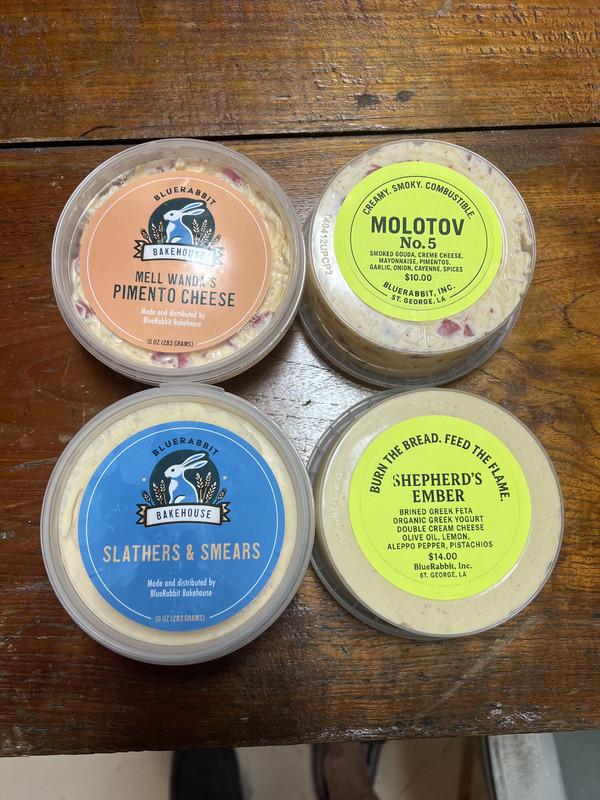 BLUERABBIT
BAKEHOUSE
MELL WANDA'S
PIMENTO CHEESE
Made and distributed by
BlueRabbit Bakehouse
10 OZ (283 GRAMS)
CREAMY. SMOKY. COMBUSTIBLE.
MOLOTOV
No. 5
SMOKED GOUDA, CREME CHEESE,
MAYONNAISE, PIMENTOS,
GARLIC, ONION, CAYENNE, SPICES
$10.00
BLUERABBIT, INC.
ST. GEORGE, LA
BLUERABBIT
BAKEHOUSE
SLATHERS & SMEARS
Made and distributed by
BlueRabbit Bakehouse
10 OZ (283 GRAMS)
BURN THE BREAD. FEED THE FLAME.
SHEPHERD'S
EMBER
BRINED GREEK FETA
ORGANIC GREEK YOGURT
DOUBLE CREAM CHEESE
OLIVE OIL, LEMON,
ALEPPO PEPPER, PISTACHIOS
$14.00
BlueRabbit, Inc.
ST. GEORGE, LA